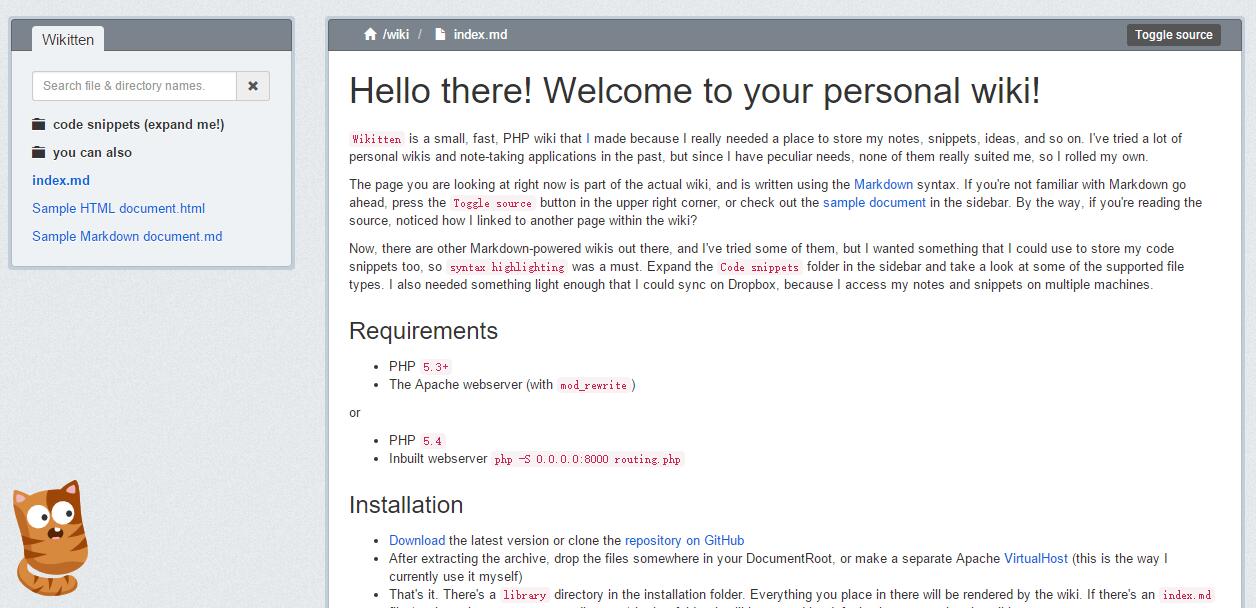 Wikitten
Search file & directory names.
code snippets (expand me!)
you can also
index.md
Sample HTML document.html
Sample Markdown document.md
/wiki / index.md
Toggle source
Hello there! Welcome to your personal wiki!
Wikitten is a small, fast, PHP wiki that I made because I really needed a place to store my notes, snippets, ideas, and so on. I've tried a lot of
personal wikis and note-taking applications in the past, but since I have peculiar needs, none of them really suited me, so I rolled my own.
The page you are looking at right now is part of the actual wiki, and is written using the Markdown syntax. If you're not familiar with Markdown go
ahead, press the Toggle source button in the upper right corner, or check out the sample document in the sidebar. By the way, if you're reading the
source, noticed how I linked to another page within the wiki?
Now, there are other Markdown-powered wikis out there, and I've tried some of them, but I wanted something that I could use to store my code
snippets too, so syntax highlighting was a must. Expand the Code snippets folder in the sidebar and take a look at some of the supported file
types. I also needed something light enough that I could sync on Dropbox, because I access my notes and snippets on multiple machines.
Requirements
PHP 5.3+
The Apache webserver (with mod_rewrite )
or
PHP 5.4
Inbuilt webserver php -S 0.0.0.0:8000 routing.php
Installation
Download the latest version or clone the repository on GitHub
After extracting the archive, drop the files somewhere in your DocumentRoot, or make a separate Apache VirtualHost (this is the way I
currently use it myself)
That's it. There's a library directory in the installation folder. Everything you place in there will be rendered by the wiki. If there's an index.md